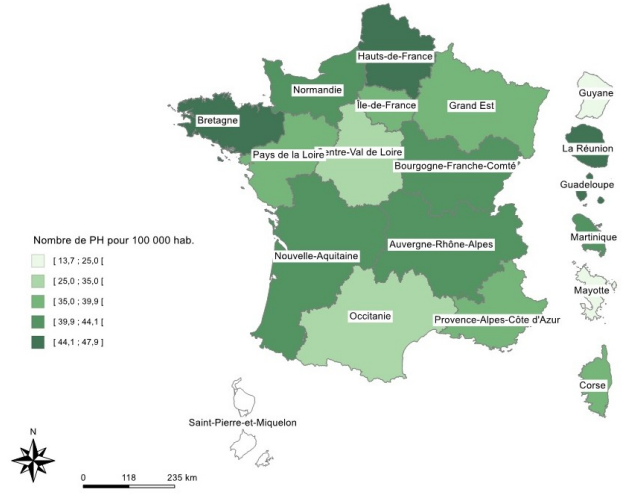 Hauts-de-France
Normandie
Île-de-France
Grand Est
Guyane
Bretagne
La Réunion
Pays de la Loire
entre-Val de Loire
Bourgogne-Franche-Comté
Guadeloupe
Martinique
Nombre de PH pour 100 000 hab.
[ 13,7 ; 25,0 [
[ 25,0 ; 35,0 [
[ 35,0 ; 39,9 [
[ 39,9 ; 44,1 [
[ 44,1 ; 47,9 ]
Auvergne-Rhône-Alpes
Nouvelle-Aquitaine
Mayotte
Occitanie
Provence-Alpes-Côte d'Azur
Corse
Saint-Pierre-et-Miquelon
N
0 118 235 km